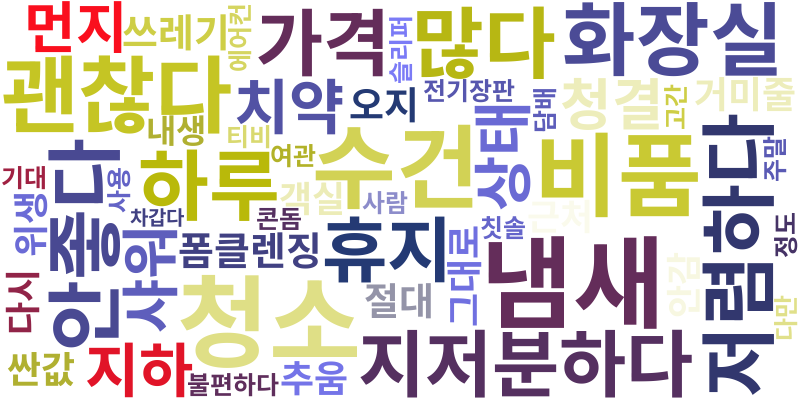 먼지
쓰레기
에어컨
가격
슬리퍼
많다
화장실
괜찮다
치약
오지
전기장판
담배
청결
고간
거미줄
내생
티비
여관
하루
수건
상태
비품
저렴하다
주말
기대
사용
위생
안좋다
차갑다
객실
사람
콘돔
샤워
폼클렌징
휴지
그대로
칫솔
근처
냄새
안감
정도
다시
청소
절대
다만
싼값
지하
불편하다
추움
지저분하다